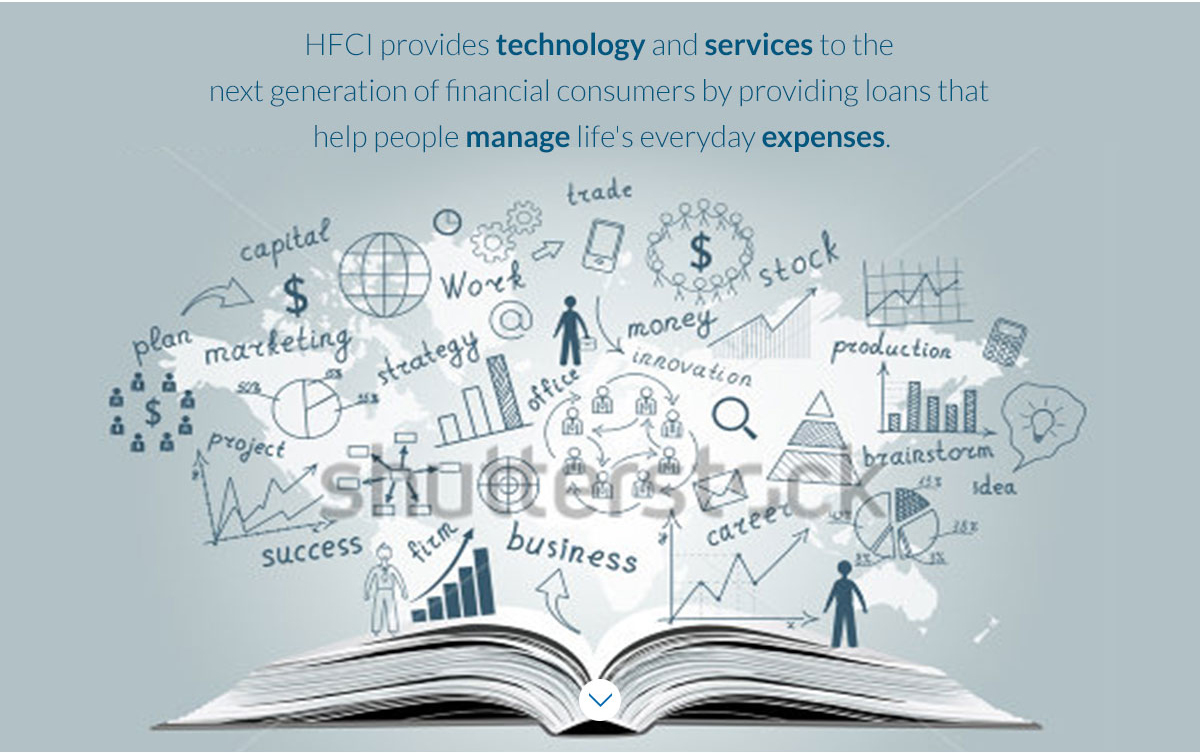 HFCI provides technology and services to the
next generation of financial consumers by providing loans that
help people manage life's everyday expenses.
trade
capital
stock
Work
$
$
plan
marketing
money
@
strategy
production
innovation
office
50%
$
project
shutterstock
brainstorm
idea
career
success
firm
business
x